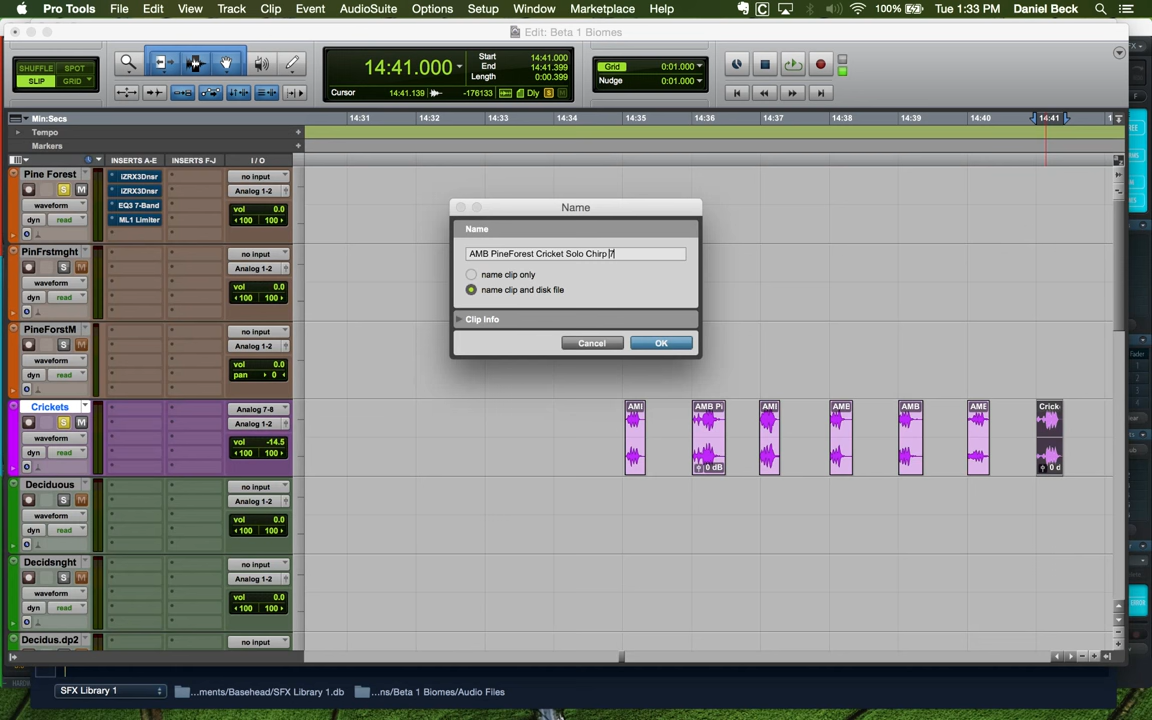 Pro Tools File Edit View Track Clip Event AudioSuite Options Setup Window Marketplace Help 100% Tue 1:33 PM Daniel Beck
Edit: Beta 1 Biomes
SHUFFLE SPOT
SLIP GRID
14:41.000
Start 14:41.000
End 14:41.399
Length 0:00.399
Cursor 14:41.139 -176133 Dly S
Grid 0:01.000
Nudge 0:01.000
Min:Secs 14:31 14:32 14:33 14:34 14:35 14:36 14:37 14:38 14:39 14:40 14:41
Tempo
Markers
INSERTS A-E INSERTS F-J I / O
Pine Forest IZRX3Dnsr no input
S M IZRX3Dnsr Analog 1-2
waveform EQ3 7-Band vol 0.0
dyn read ML1 Limiter 100 100
PinFrstmght no input
S M Analog 1-2
waveform vol 0.0
dyn read 100 100
PineForstM no input
S M Analog 1-2
waveform vol 0.0
dyn read pan 0
Crickets Analog 7-8
S M Analog 1-2
waveform vol -14.5
dyn read 100 100
AMB Pi AMB AMB Crick
0 dB 0 d
Deciduous no input
S M Analog 1-2
waveform vol 0.0
dyn read 100 100
Decidsnght no input
S M Analog 1-2
waveform vol 0.0
dyn read 100 100
Decidus.dp2 no input
Name
Name
AMB PineForest Cricket Solo Chirp 7
name clip only
name clip and disk file
Clip Info
Cancel OK
SFX Library 1 ...ments/Basehead/SFX Library 1.db ...ns/Beta 1 Biomes/Audio Files